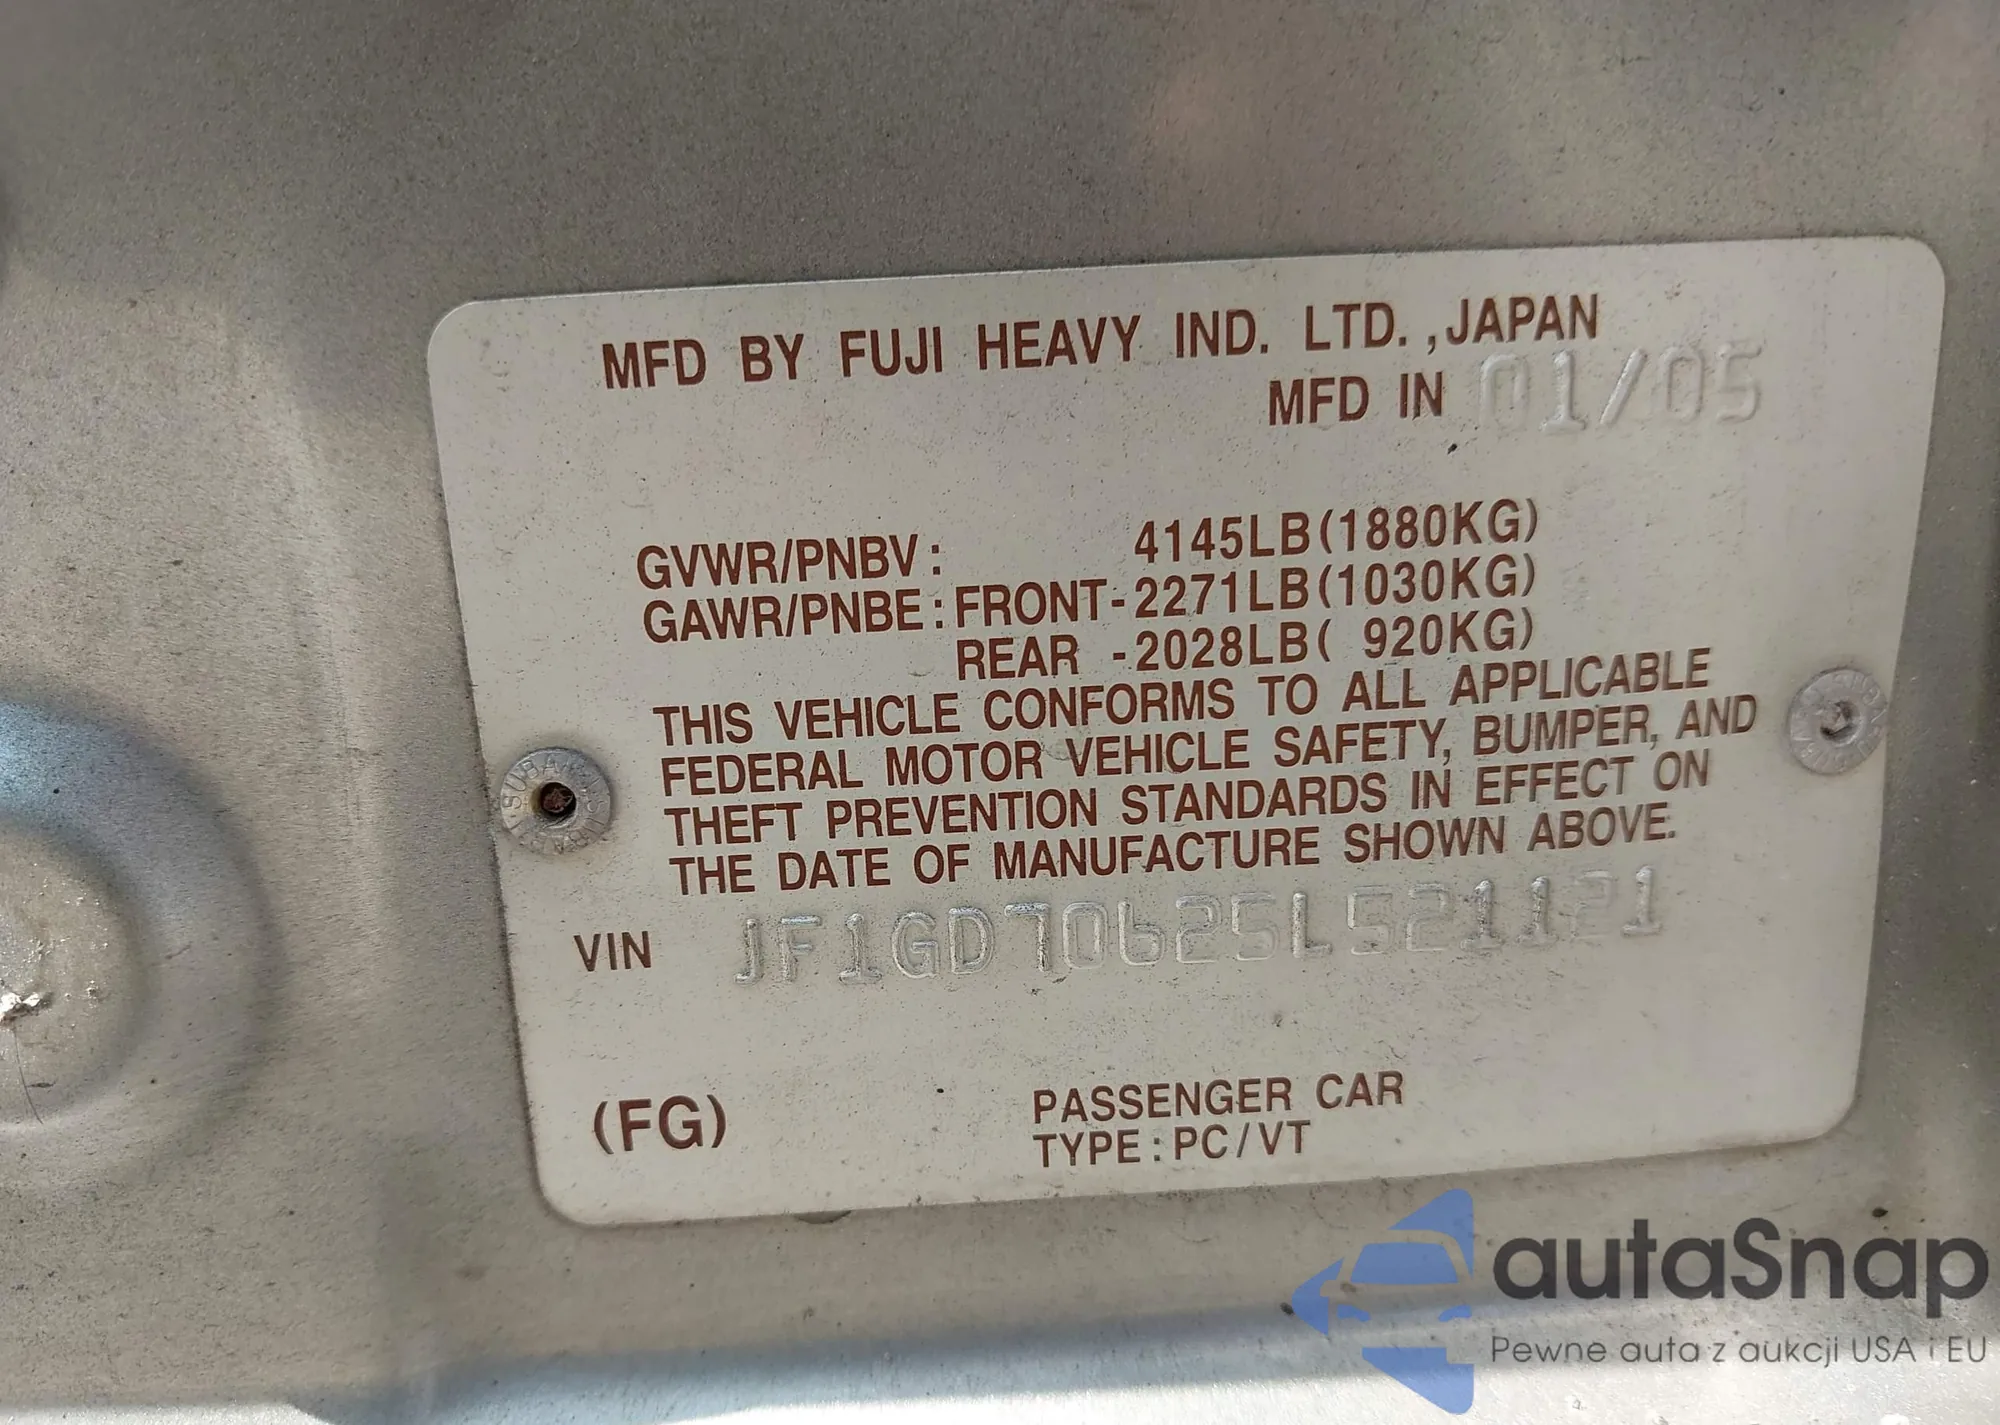 MFD BY FUJI HEAVY IND. LTD.,JAPAN
MFD IN 01/05
GVWR/PNBV: 4145LB(1880KG)
GAWR/PNBE:FRONT-2271LB(1030KG)
REAR -2028LB( 920KG)
THIS VEHICLE CONFORMS TO ALL APPLICABLE
FEDERAL MOTOR VEHICLE SAFETY, BUMPER, AND
THEFT PREVENTION STANDARDS IN EFFECT ON
THE DATE OF MANUFACTURE SHOWN ABOVE.
VIN JF1GD70625L521121
(FG)
PASSENGER CAR
TYPE:PC/VT
SUBARU
autaSnap
Pewne auta z aukcji USA i EU